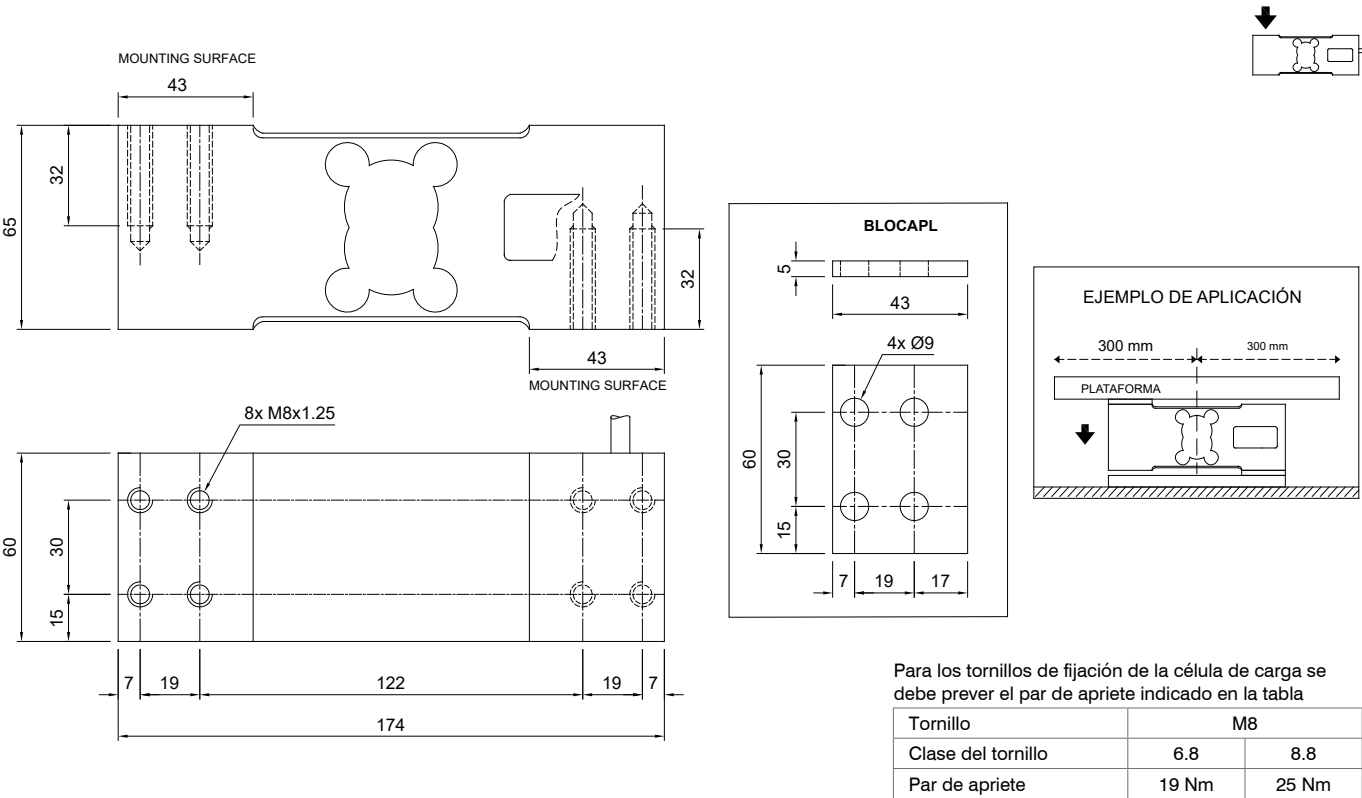 MOUNTING SURFACE
43
32
65
32
43
MOUNTING SURFACE
8x M8x1.25
60
30
15
7
19
122
19
7
174
BLOCAPL
5
43
4x Ø9
60
30
15
7
19
17
EJEMPLO DE APLICACIÓN
300 mm
300 mm
PLATAFORMA
Para los tornillos de fijación de la célula de carga se
debe prever el par de apriete indicado en la tabla
Tornillo M8
Clase del tornillo 6.8 8.8
Par de apriete 19 Nm 25 Nm